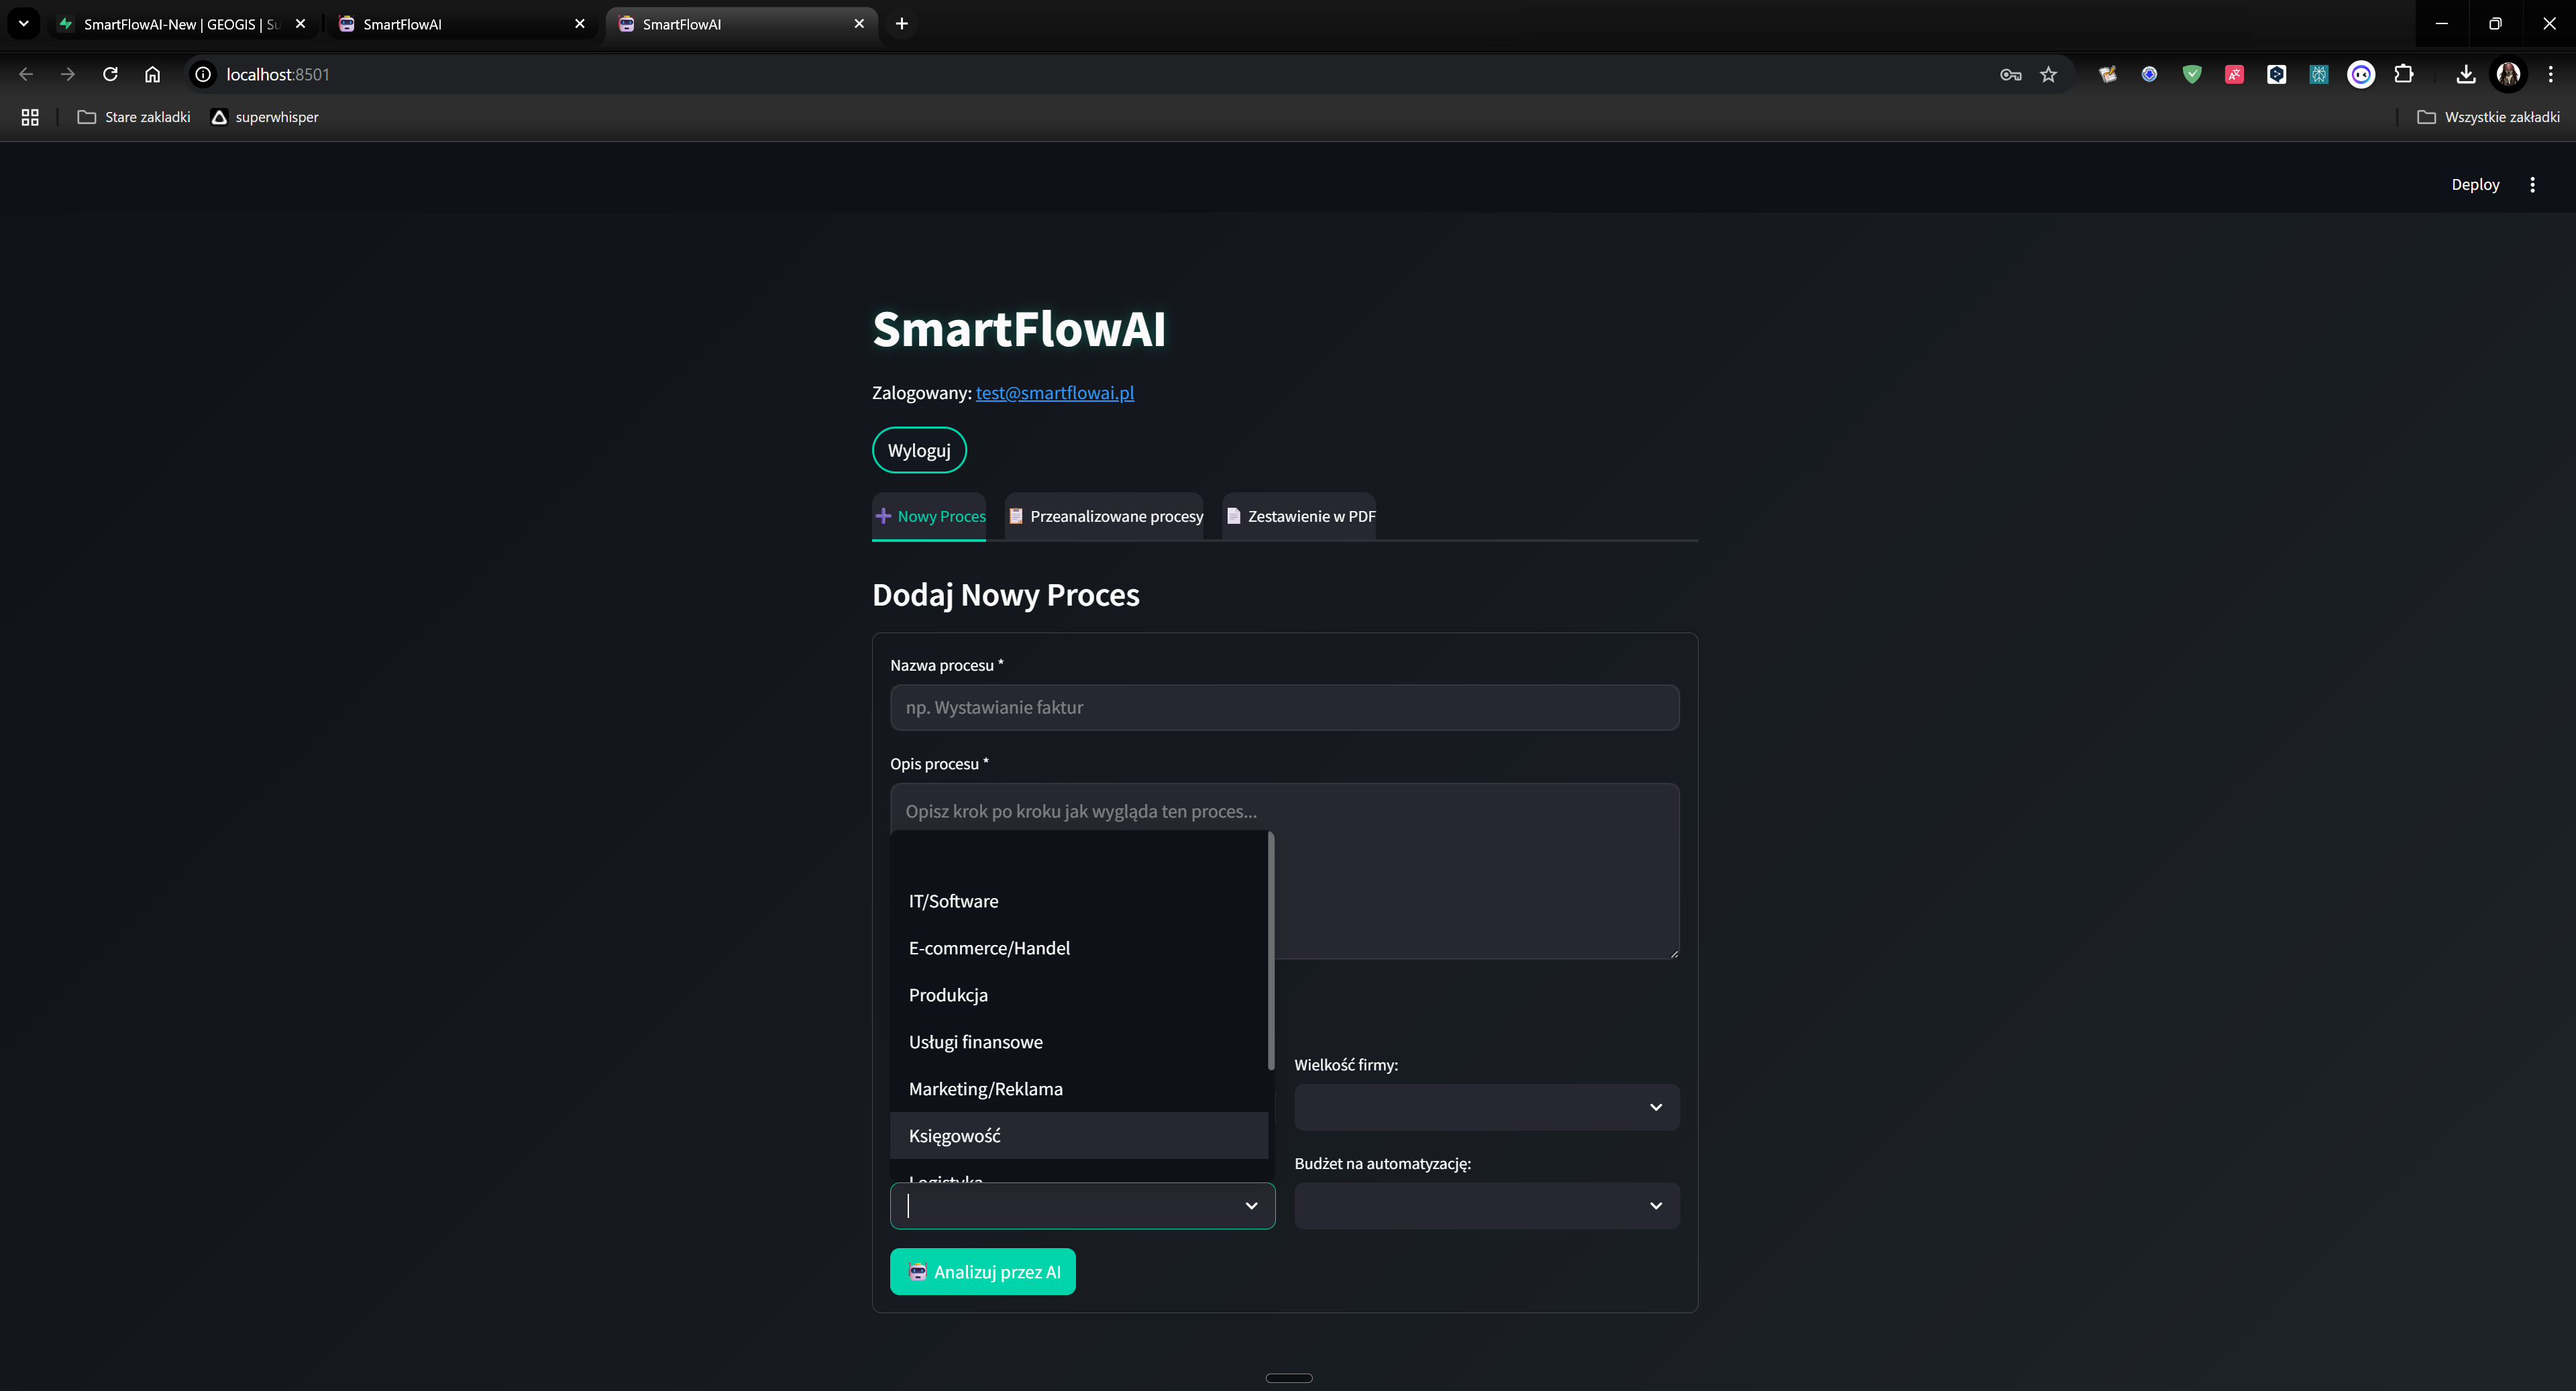 SmartFlowAI-New | GEOGIS | Su
SmartFlowAI
SmartFlowAI
localhost:8501
Stare zakladki
superwhisper
Wszystkie zakładki
Deploy
SmartFlowAI
Zalogowany: test@smartflowai.pl
Wyloguj
Nowy Proces
Przeanalizowane procesy
Zestawienie w PDF
Dodaj Nowy Proces
Nazwa procesu *
np. Wystawianie faktur
Opis procesu *
Opisz krok po kroku jak wygląda ten proces...
IT/Software
E-commerce/Handel
Produkcja
Usługi finansowe
Marketing/Reklama
Księgowość
Logistyka
Wielkość firmy:
Budżet na automatyzację:
Analizuj przez AI